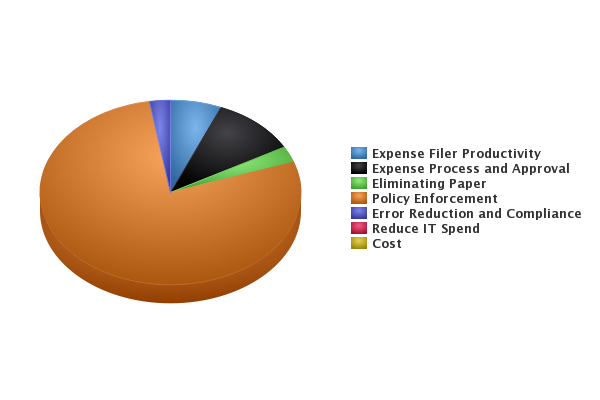 Expense Filer Productivity
Expense Process and Approval
Eliminating Paper
Policy Enforcement
Error Reduction and Compliance
Reduce IT Spend
Cost